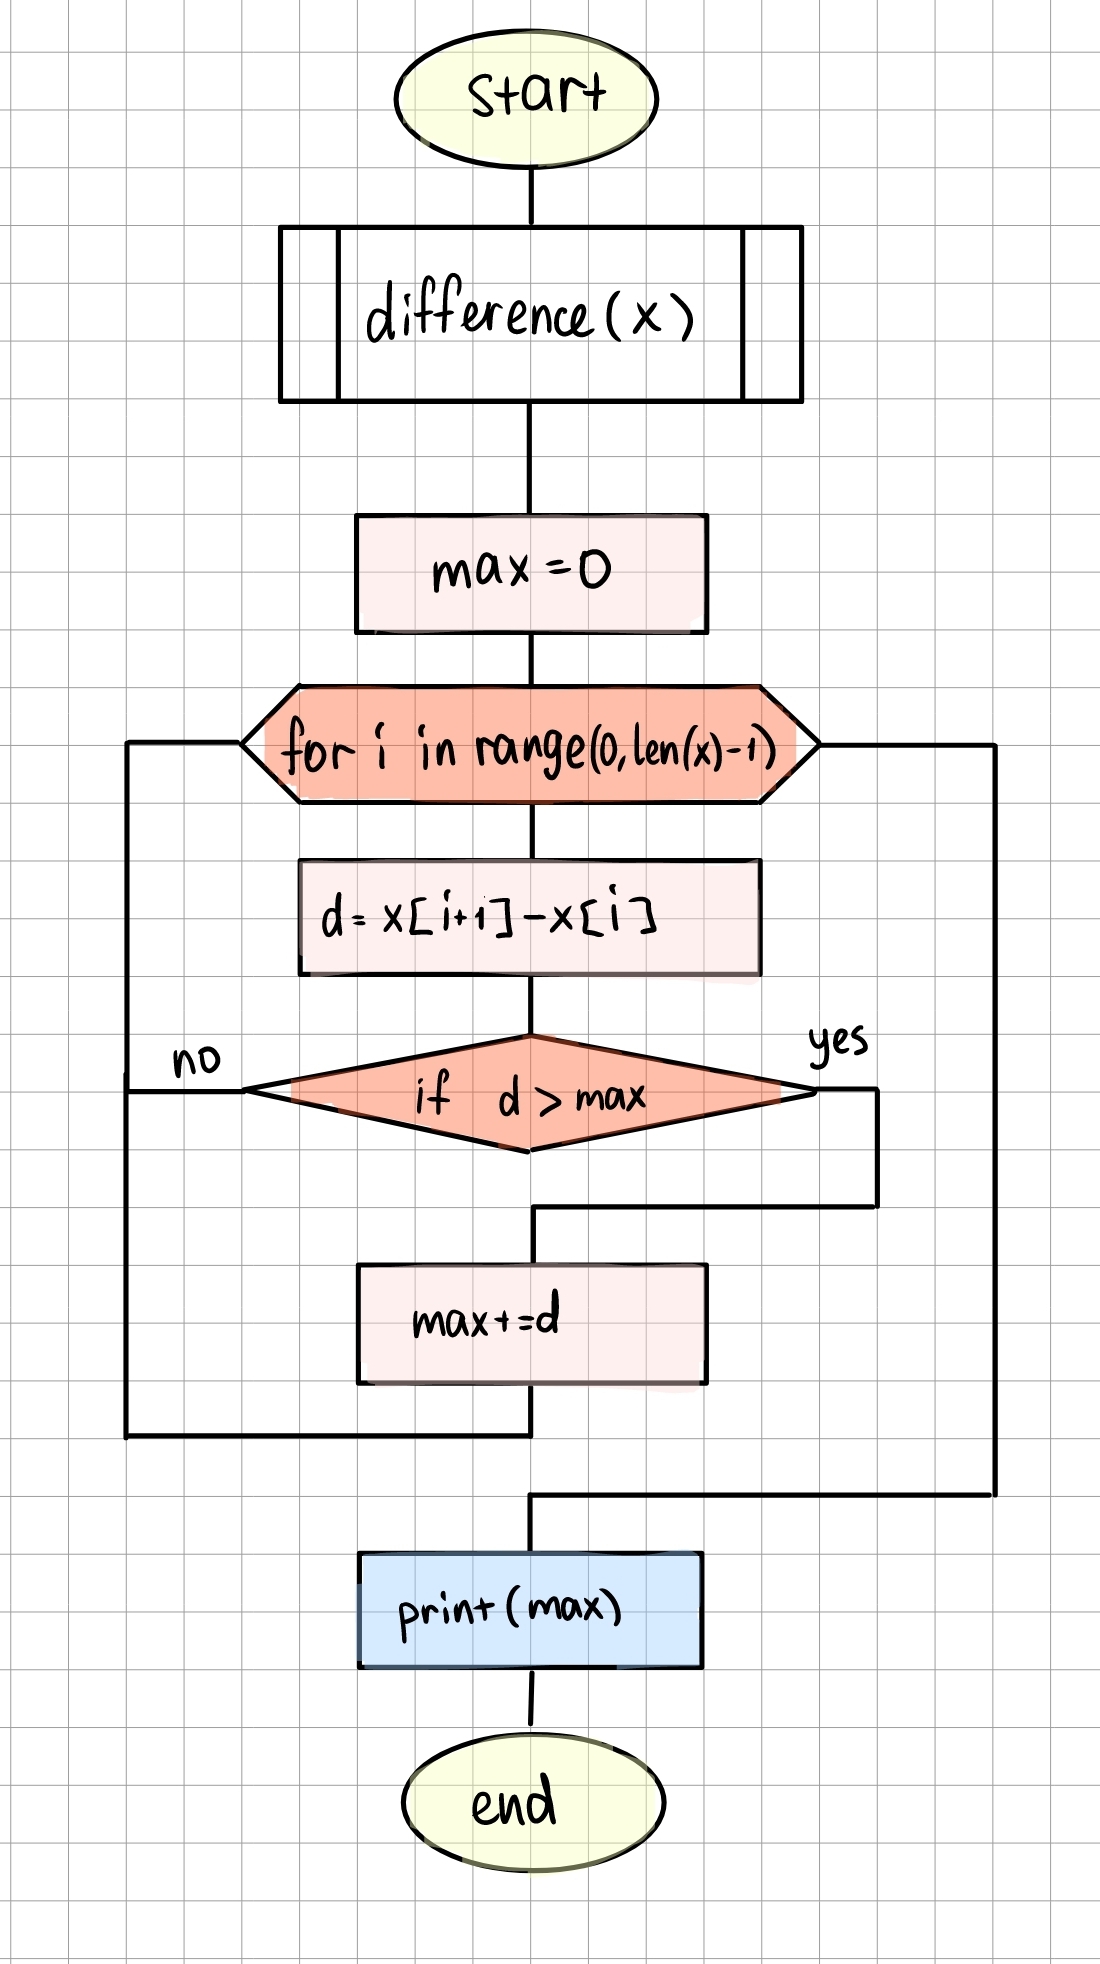 start
difference(x)
max=0
for i in range(0,len(x)-1)
d= x[i+1]-x[i]
no
yes
if d > max
max+=d
print(max)
end